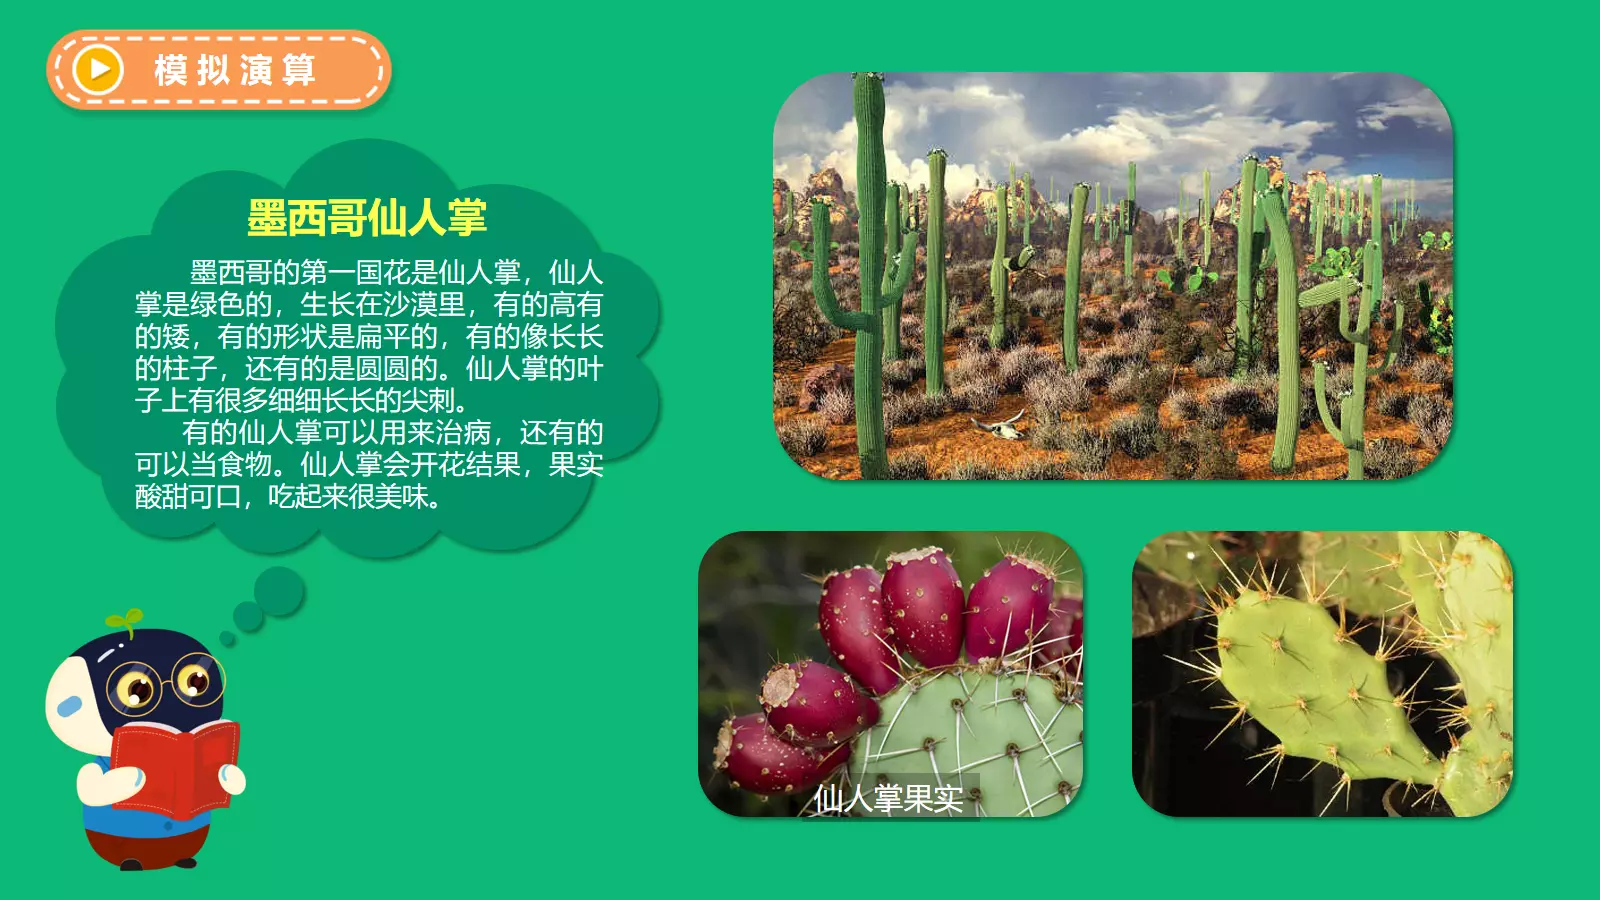 模拟演算
墨西哥仙人掌
墨西哥的第一国花是仙人掌，仙人
掌是绿色的，生长在沙漠里，有的高有
的矮，有的形状是扁平的，有的像长长
的柱子，还有的是圆圆的。仙人掌的叶
子上有很多细细长长的尖刺。
有的仙人掌可以用来治病，还有的
可以当食物。仙人掌会开花结果，果实
酸甜可口，吃起来很美味。
仙人掌果实